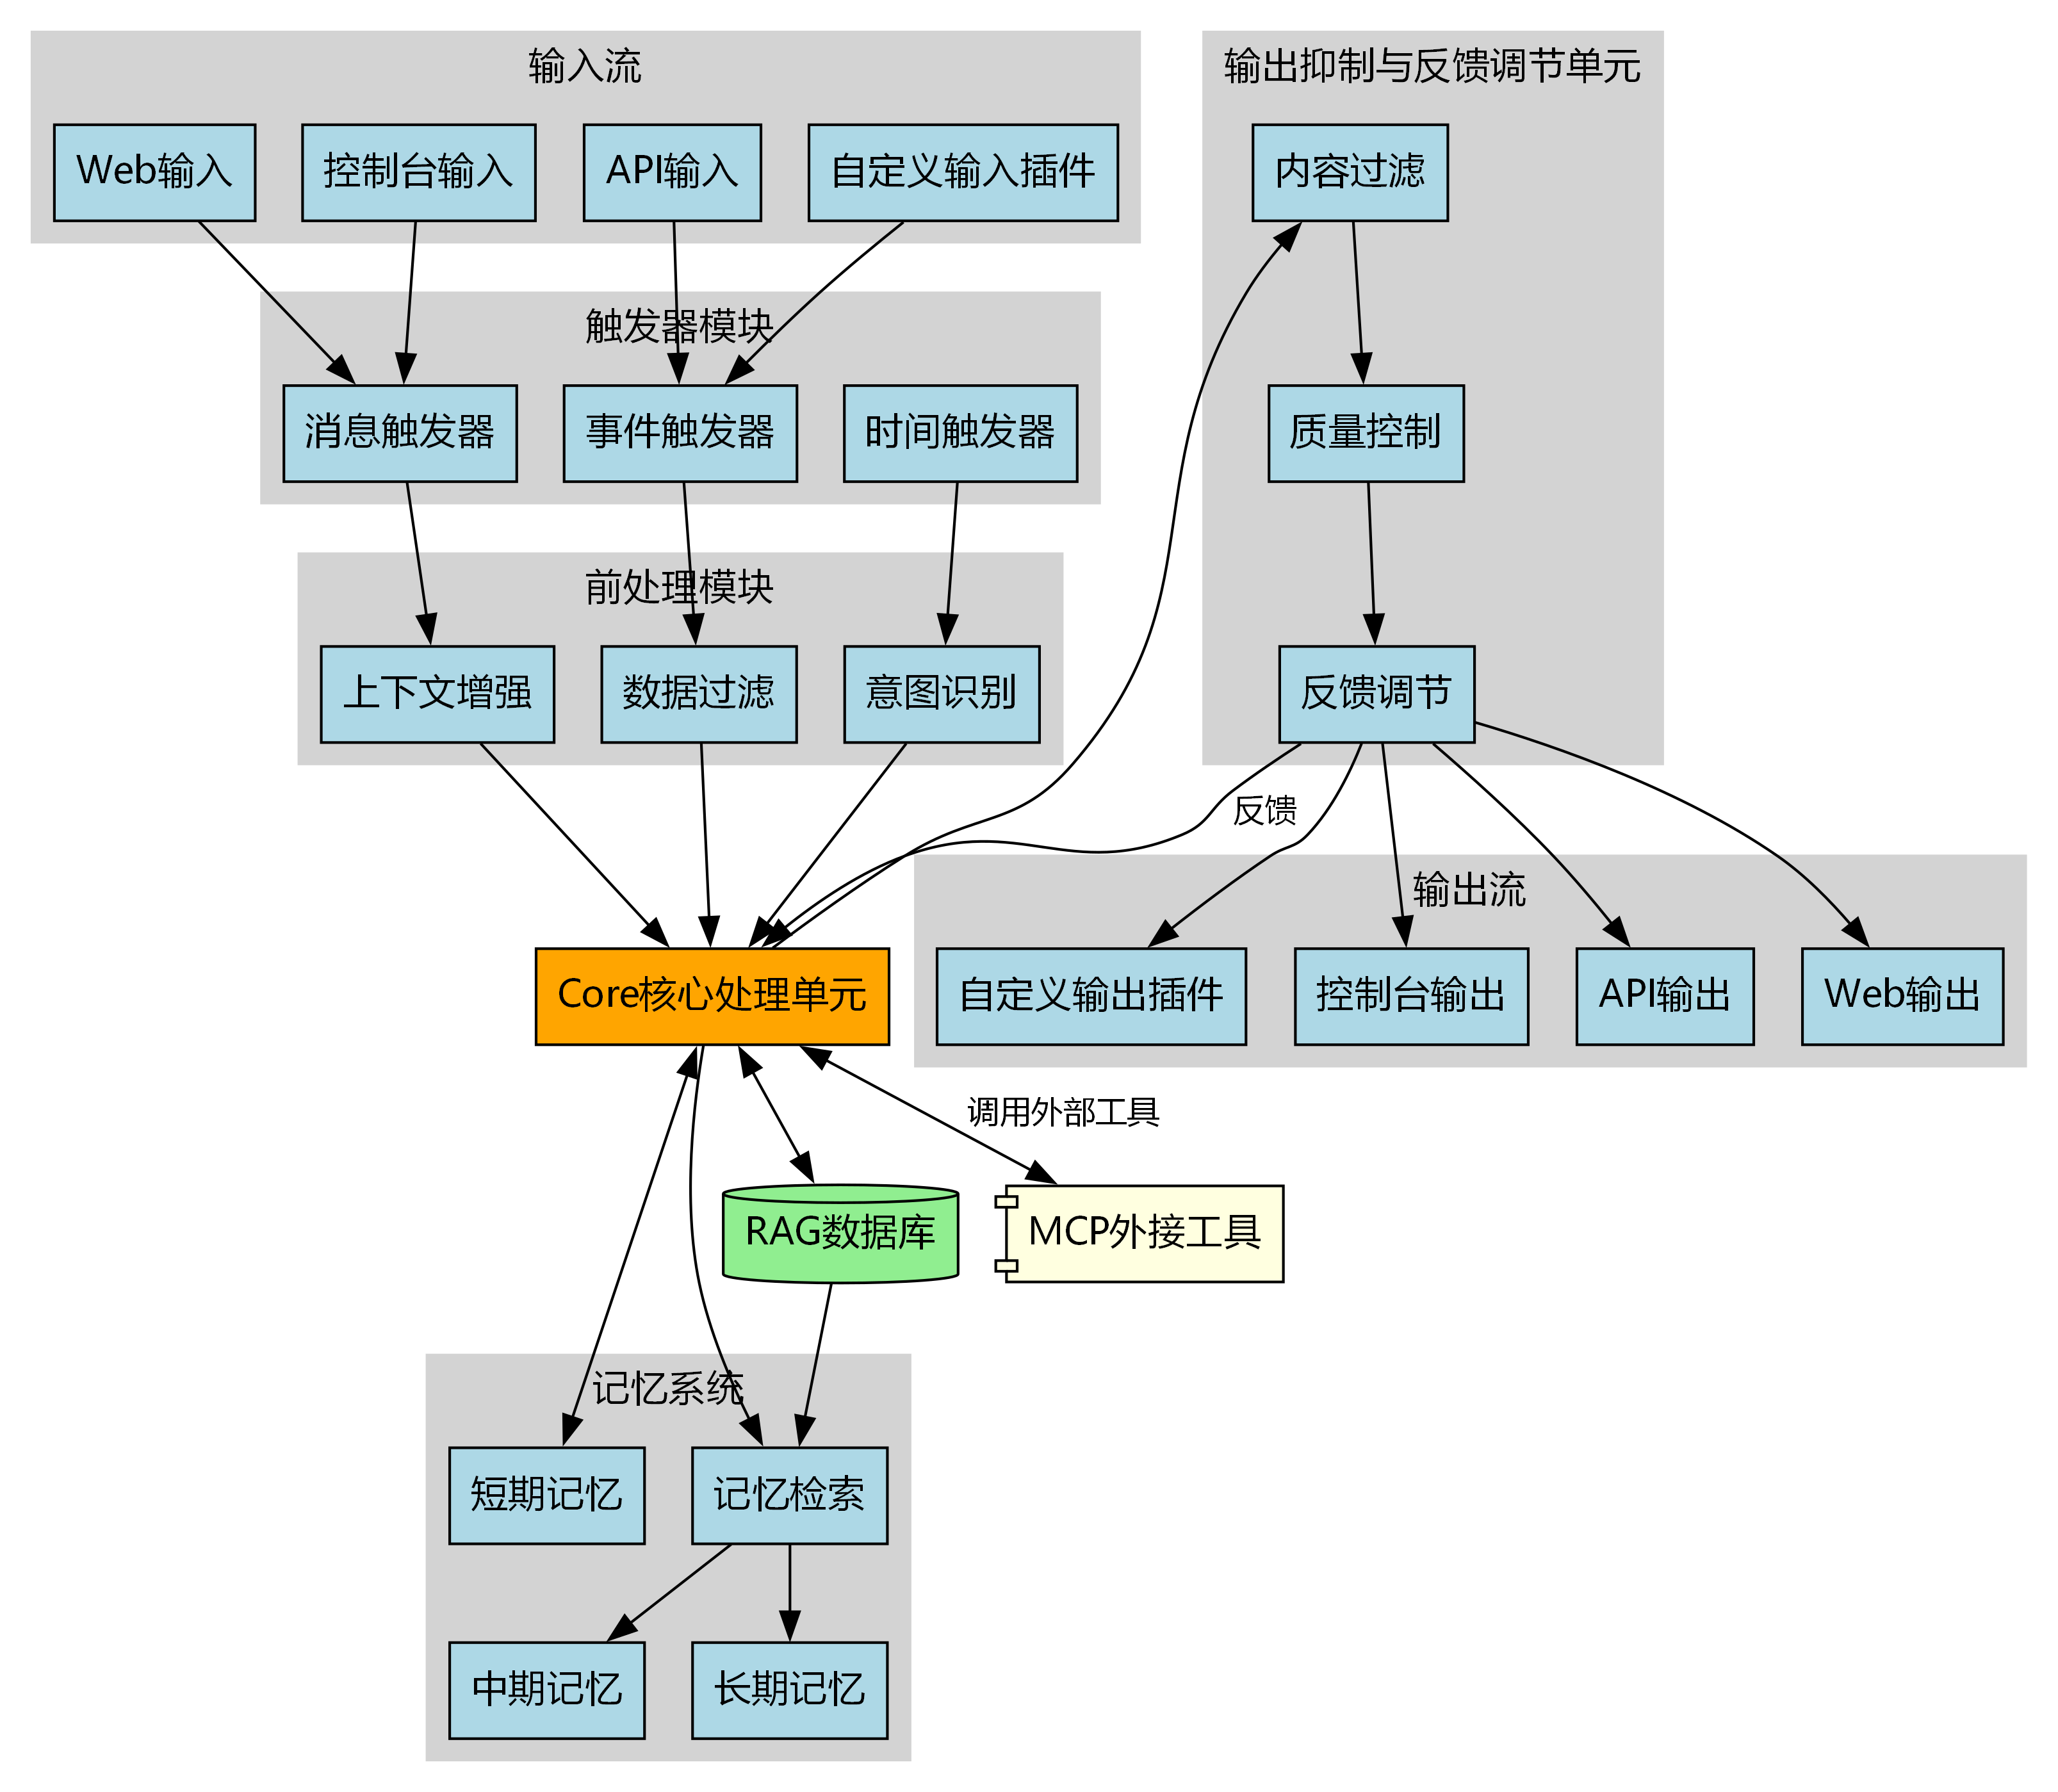 输入流
Web输入
控制台输入
API输入
自定义输入插件
输出抑制与反馈调节单元
内容过滤
触发器模块
消息触发器
事件触发器
时间触发器
质量控制
前处理模块
上下文增强
数据过滤
意图识别
反馈调节
反馈
输出流
Core核心处理单元
自定义输出插件
控制台输出
API输出
Web输出
调用外部工具
RAG数据库
MCP外接工具
记忆系统
短期记忆
记忆检索
中期记忆
长期记忆